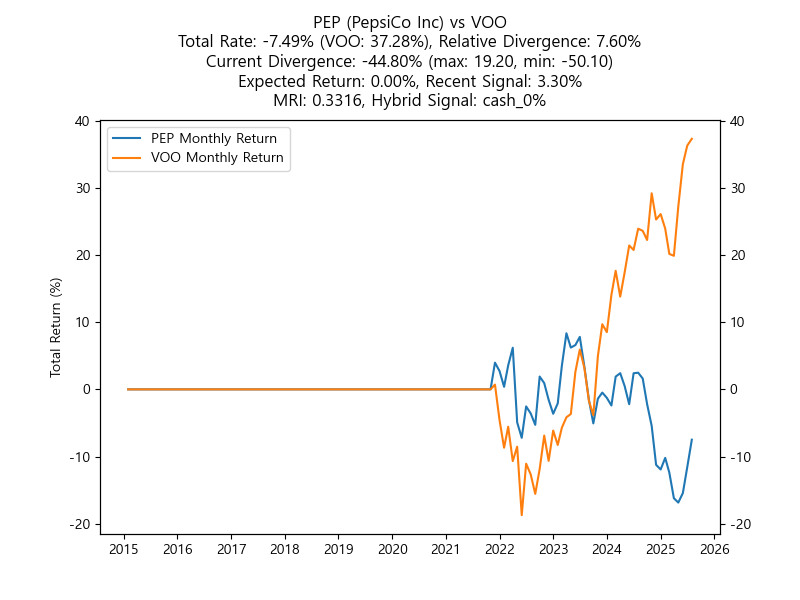 PEP (PepsiCo Inc) vs VOO
Total Rate: -7.49% (VOO: 37.28%), Relative Divergence: 7.60%
Current Divergence: -44.80% (max: 19.20, min: -50.10)
Expected Return: 0.00%, Recent Signal: 3.30%
MRI: 0.3316, Hybrid Signal: cash_0%
PEP Monthly Return
VOO Monthly Return
Total Return (%)
40
30
20
10
0
-10
-20
40
30
20
10
0
-10
-20
2015 2016 2017 2018 2019 2020 2021 2022 2023 2024 2025 2026